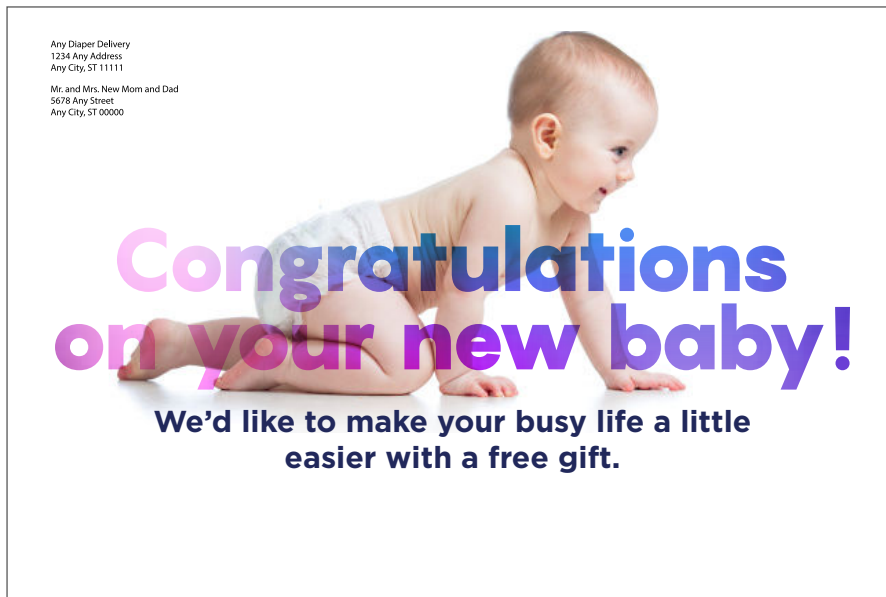 Any Diaper Delivery
1234 Any Address
Any City, ST 11111
Mr. and Mrs. New Mom and Dad
5678 Any Street
Any City, ST 00000
Congratulations
on your new baby!
We’d like to make your busy life a little
easier with a free gift.